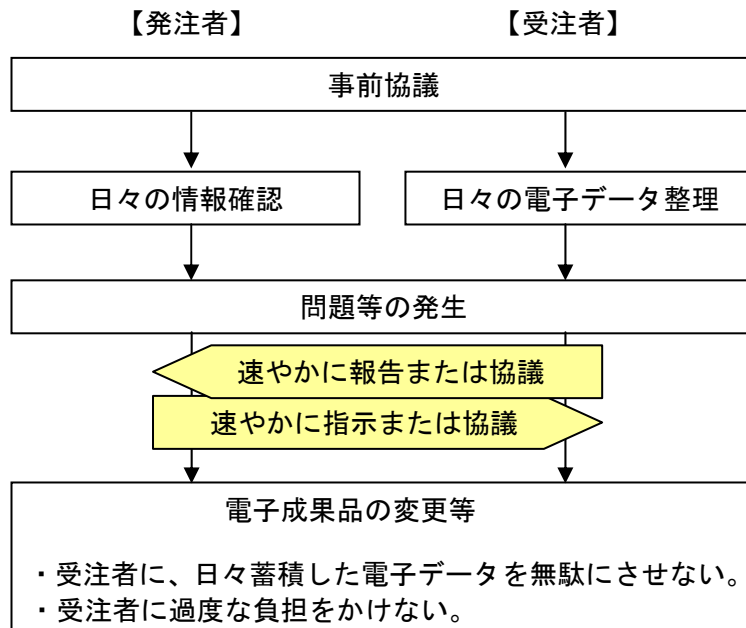 【発注者】
【受注者】
事前協議
日々の情報確認
日々の電子データ整理
問題等の発生
速やかに報告または協議
速やかに指示または協議
電子成果品の変更等
・受注者に、日々蓄積した電子データを無駄にさせない。
・受注者に過度な負担をかけない。